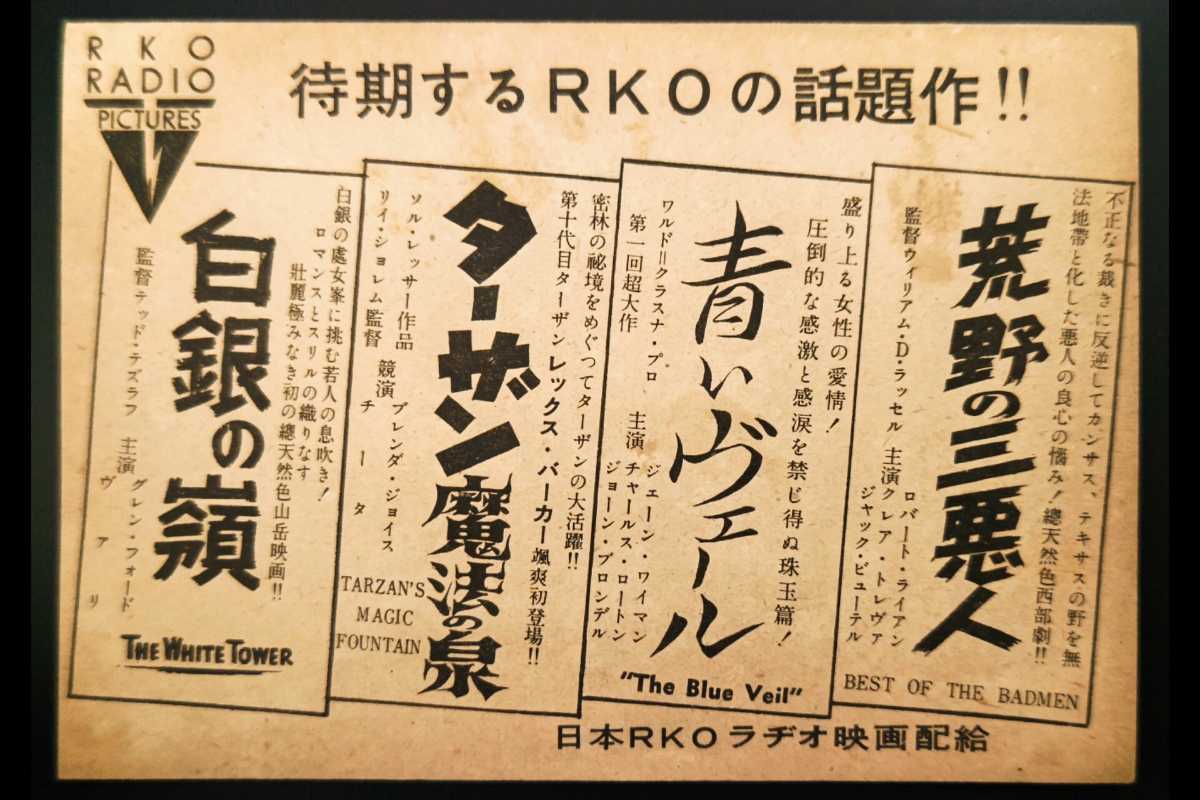 RKO
RADIO
PICTURES
待期するRKOの話題作!!
不正なる裁きに反逆してカンサス、テキサスの野を無
法地帶と化した悪人の良心の悩み!總天然色西部劇!!
荒野の三悪人
監督ウィリアム・D・ラッセル/主演
ロバート・ライアン
クレア・トレヴァ
ジャック・ビューテル
BEST OF THE BADMEN
盛り上る女性の愛情!
圧倒的な感激と感涙を禁じ得ぬ珠玉篇!
青いヴェール
ワルド=クラスナ・プロ
第一回超大作
主演
ジェーン・ワイマン
チャールス・ロートン
ジョーン・ブロンデル
"The Blue Veil"
密林の祕境をめぐってターザンの大活躍!!
第十代目ターザンレックス・バーカー颯爽初登場!!
ターザン魔法の泉
ソル・レッサー作品
リイ・ショレム監督
競演
ブレンダ・ジョイス
チータ
TARZAN'S
MAGIC
FOUNTAIN
白銀の處女峯に挑む若人の息吹き!
ロマンスとスリルの織りなす
壯麗極みなき初の總天然色山岳映画!!
白銀の嶺
監督テッド・テズラフ
主演
グレン・フォード
ヴァリ
THE WHITE TOWER
日本RKOラヂオ映画配給